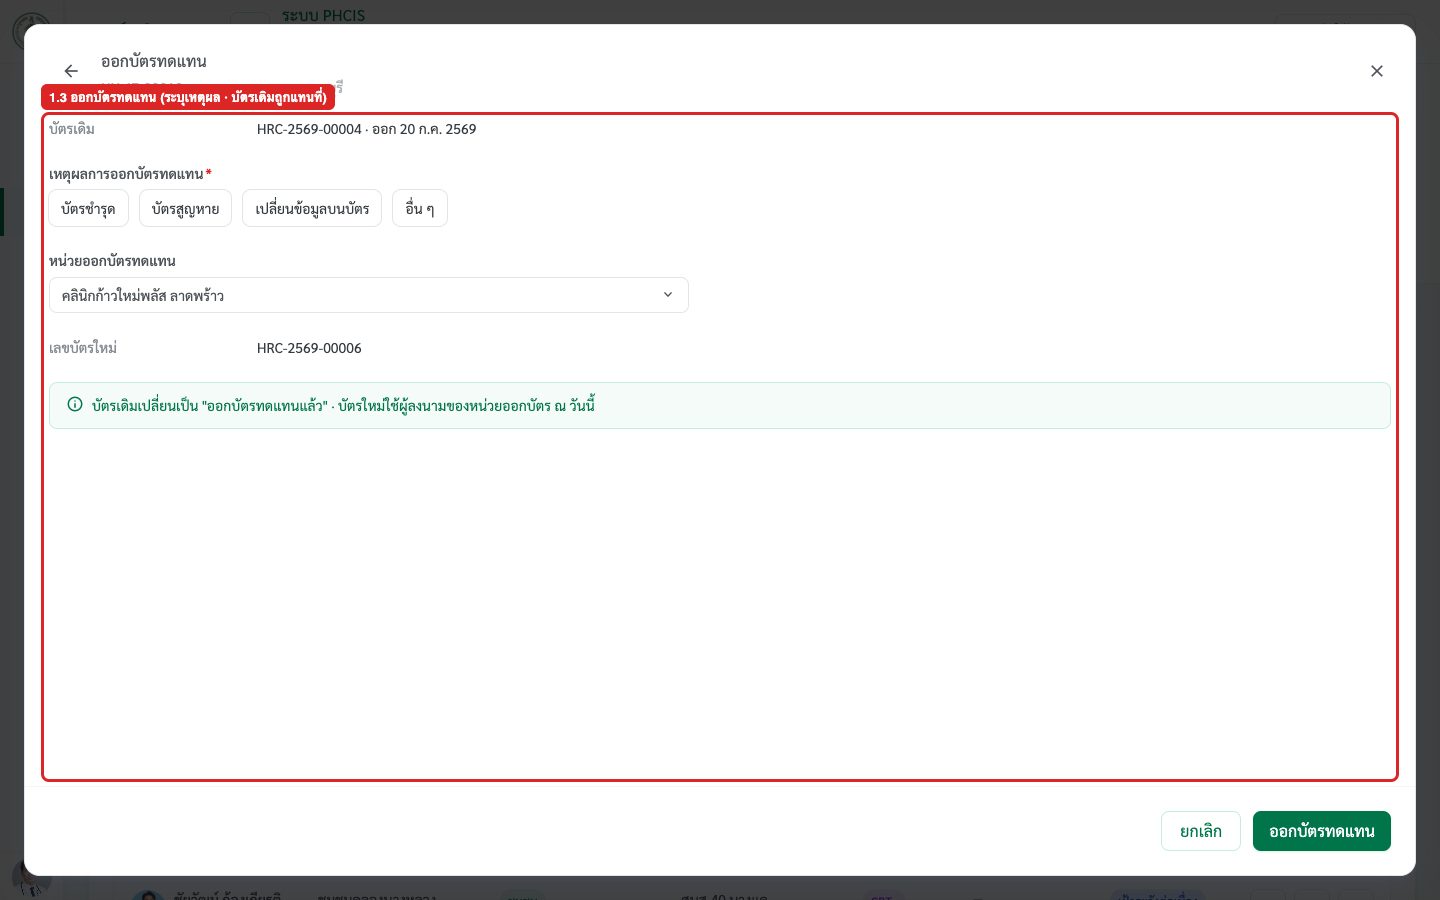 ระบบ PHCIS
ออกบัตรทดแทน
1.3 ออกบัตรทดแทน (ระบุเหตุผล · บัตรเดิมถูกแทนที่)
บัตรเดิม HRC-2569-00004 · ออก 20 ก.ค. 2569
เหตุผลการออกบัตรทดแทน*
บัตรชำรุด บัตรสูญหาย เปลี่ยนข้อมูลบนบัตร อื่น ๆ
หน่วยออกบัตรทดแทน
คลินิกก้าวใหม่พลัส ลาดพร้าว
เลขบัตรใหม่ HRC-2569-00006
บัตรเดิมเปลี่ยนเป็น "ออกบัตรทดแทนแล้ว" · บัตรใหม่ใช้ผู้ลงนามของหน่วยออกบัตร ณ วันนี้
ยกเลิก ออกบัตรทดแทน